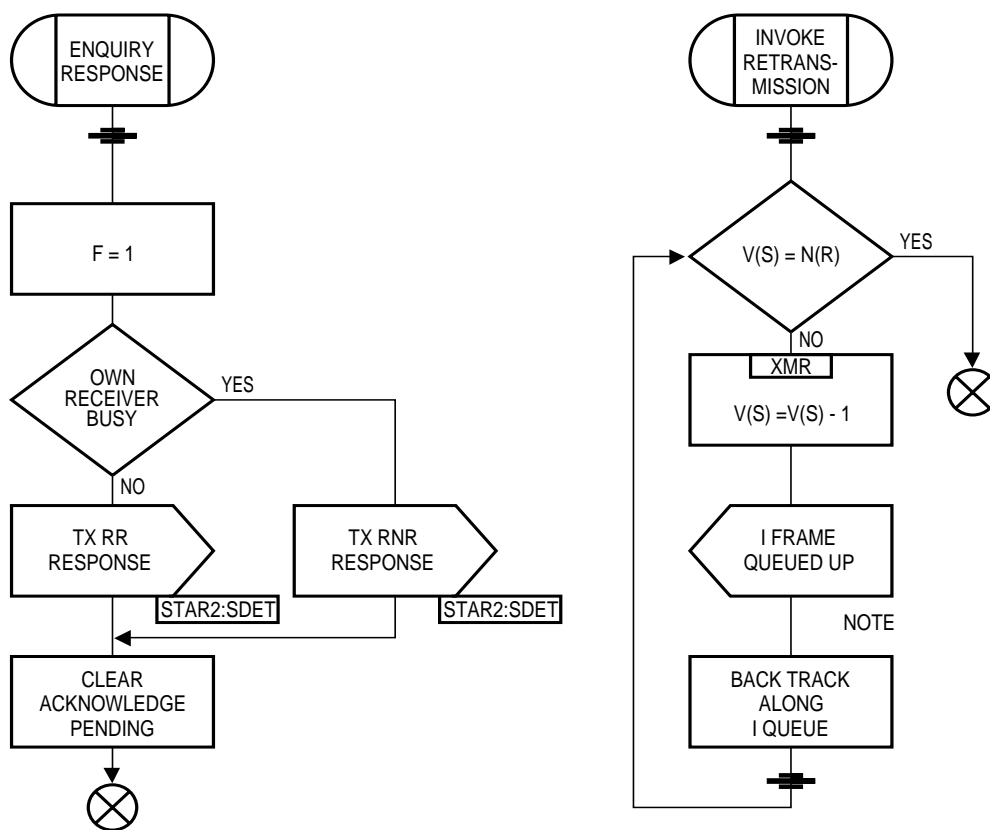 ENQUIRY
RESPONSE
F = 1
OWN
RECEIVER
BUSY
YES
NO
TX RR
RESPONSE
STAR2:SDET
TX RNR
RESPONSE
STAR2:SDET
CLEAR
ACKNOWLEDGE
PENDING
INVOKE
RETRANS-
MISSION
V(S) = N(R)
YES
NO
XMR
V(S) =V(S) - 1
I FRAME
QUEUED UP
NOTE
BACK TRACK
ALONG
I QUEUE